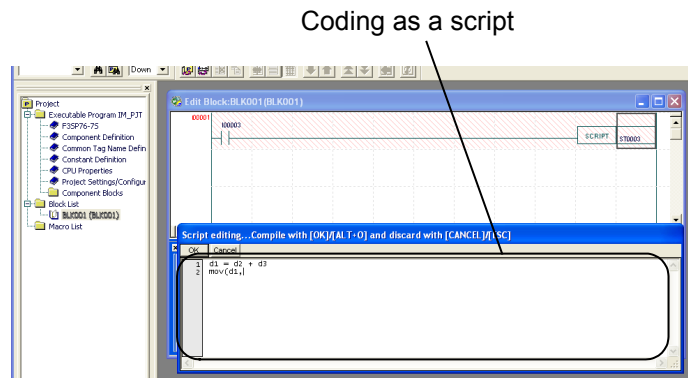 Coding as a script
Down
Project
Executable Program IM_PJT
F3SP76-7S
Component Definition
Common Tag Name Defin
Constant Definition
CPU Properties
Project Settings/Configur
Component Blocks
Block List
BLK001 (BLK001)
Macro List
Edit Block:BLK001(BLK001)
00001
I00003
SCRIPT ST0003
Script editing...Compile with [OK]/[ALT+O] and discard with [CANCEL]/[ESC]
OK Cancel
1 d1 = d2 + d3
2 mov(d1,